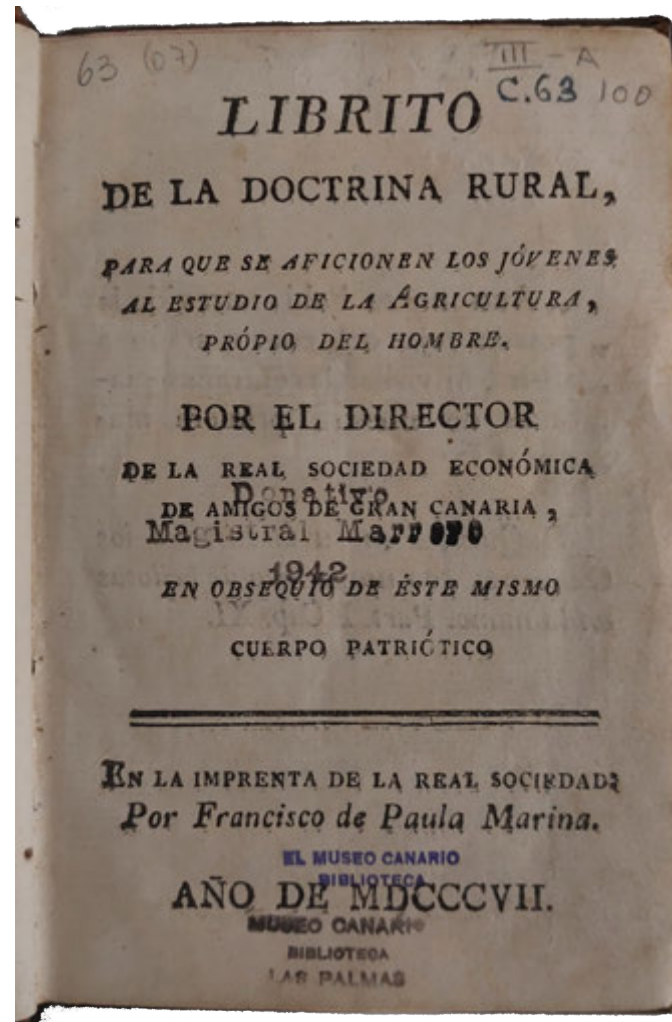 63 (07)
III - A
C.63 100
LIBRITO
DE LA DOCTRINA RURAL,
PARA QUE SE AFICIONEN LOS JÓVENES
AL ESTUDIO DE LA AGRICULTURA,
PRÓPIO DEL HOMBRE.
POR EL DIRECTOR
DE LA REAL SOCIEDAD ECONÓMICA
Donativo
DE AMIGOS DE GRAN CANARIA,
Magistral Marrero
1942
EN OBSEQUIO DE ÉSTE MISMO
CUERPO PATRIÓTICO
EN LA IMPRENTA DE LA REAL SOCIEDAD:
Por Francisco de Paula Marina.
EL MUSEO CANARIO
BIBLIOTECA
AÑO DE MDCCCVII.
MUSEO CANARIO
BIBLIOTECA
LAS PALMAS